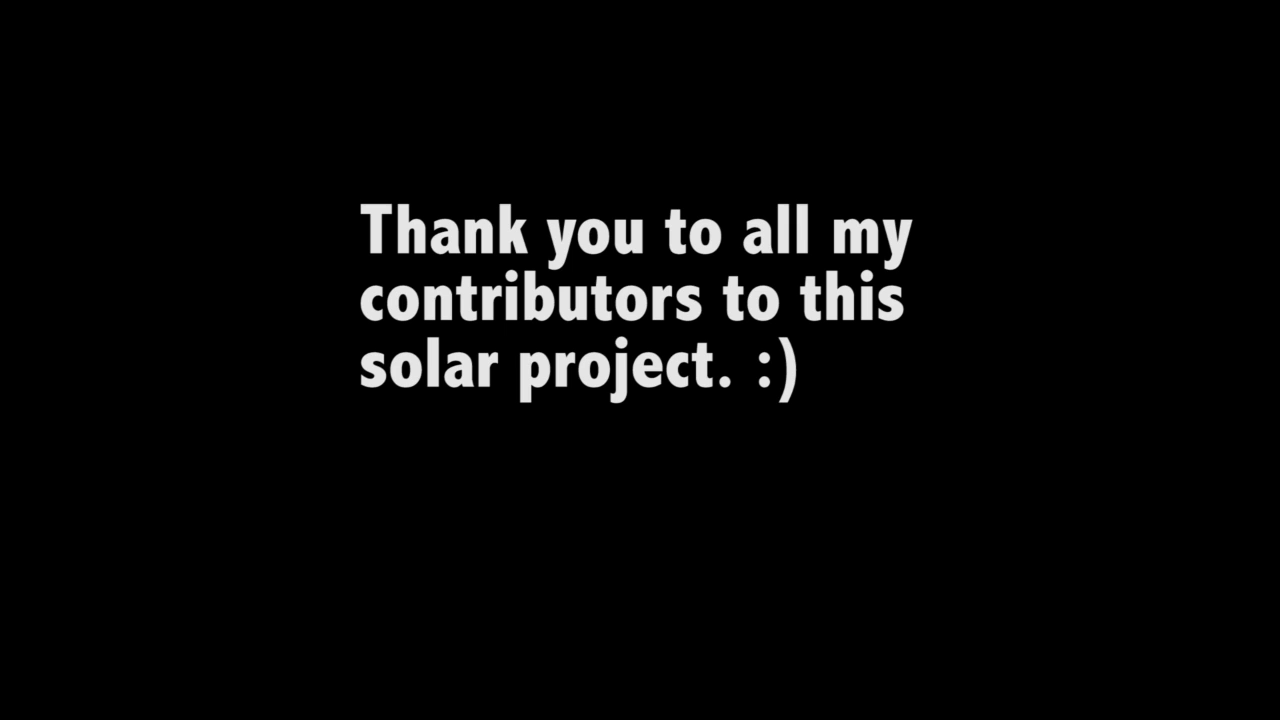 Thank you to all my
contributors to this
solar project. :)